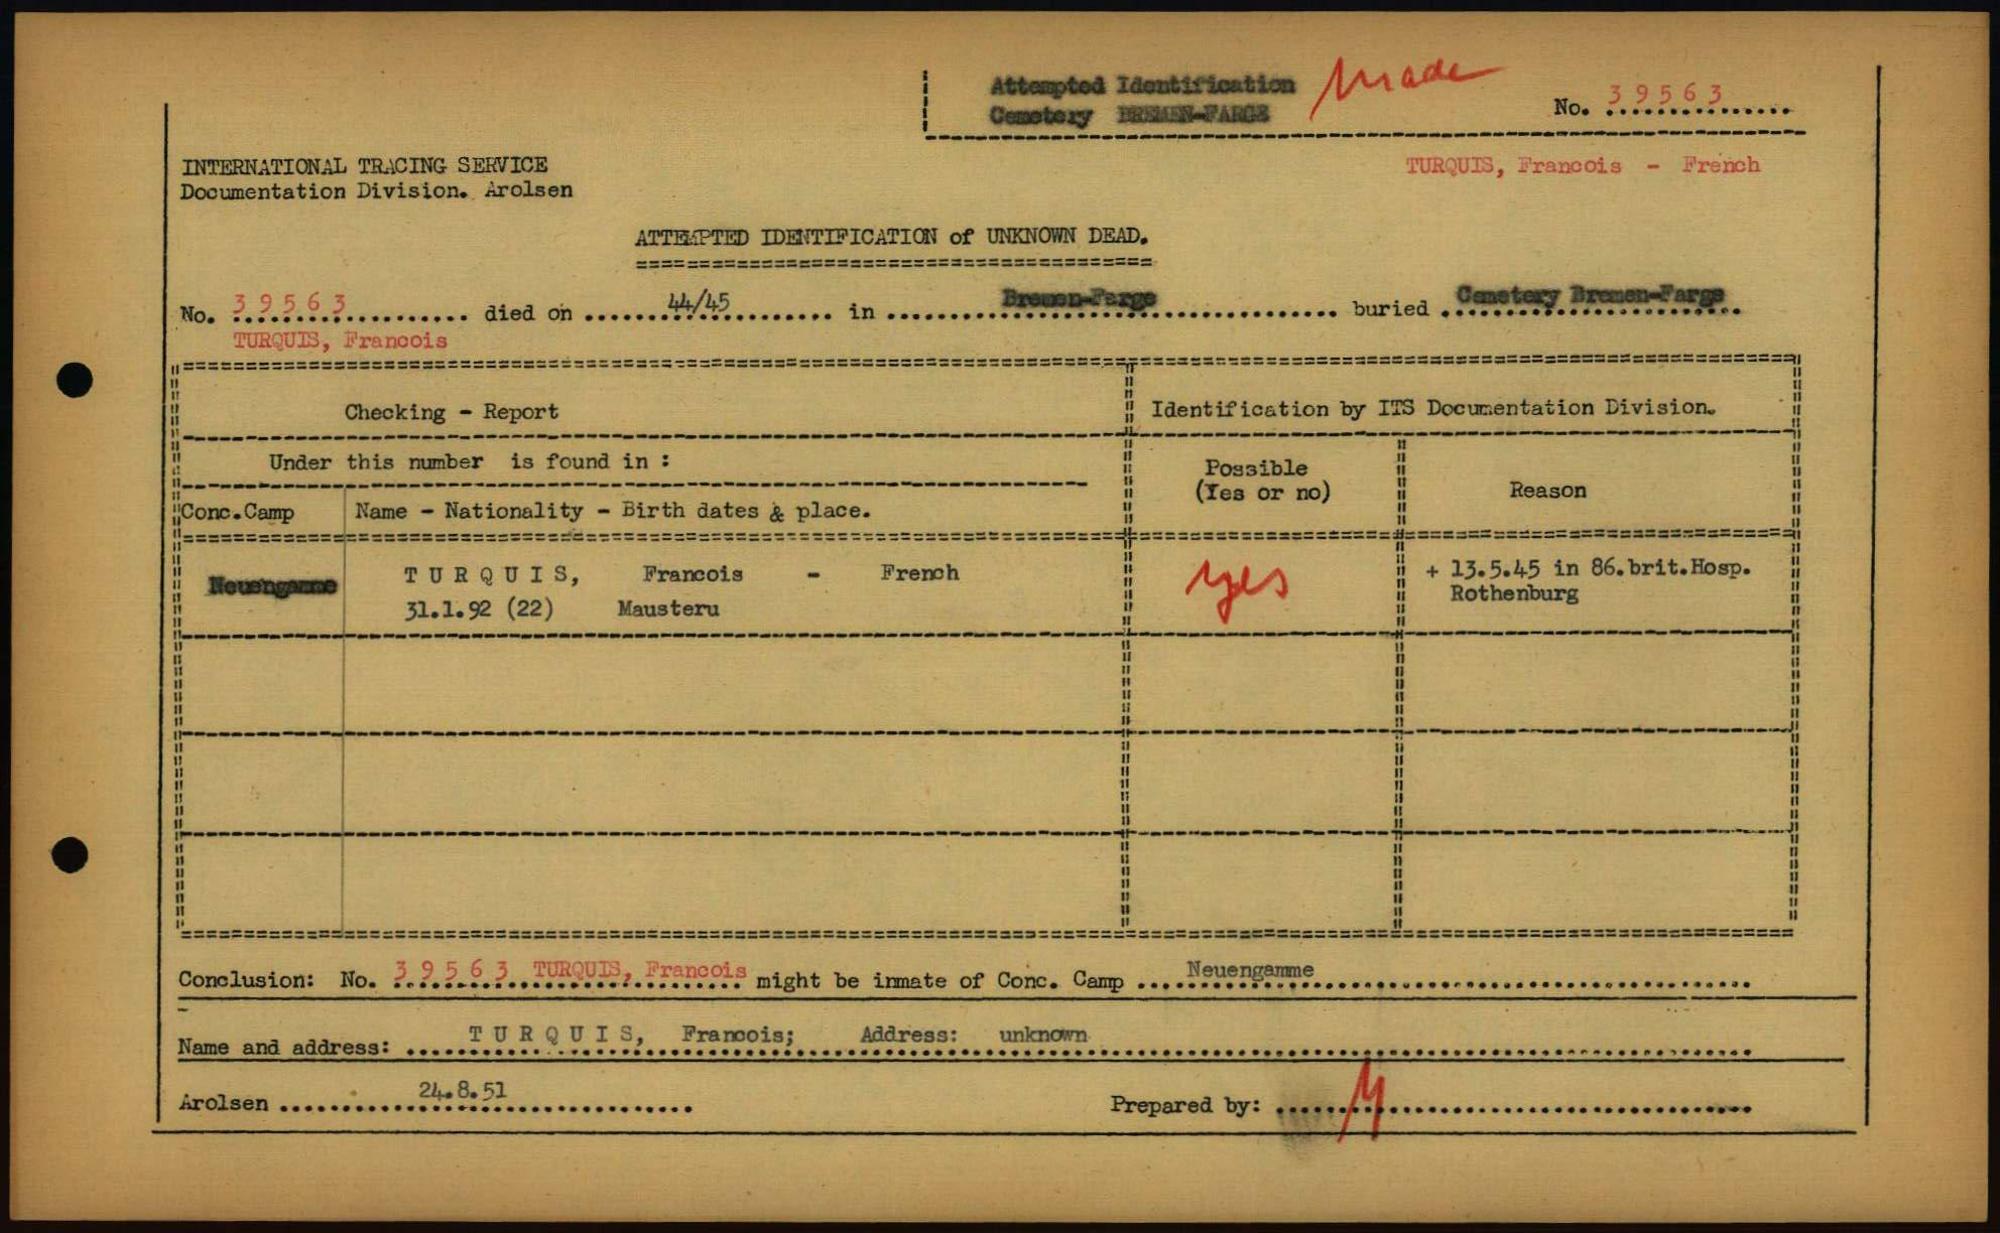 Attempted Identification made
Cemetery BREMEN-FARGE
No. 39563
INTERNATIONAL TRACING SERVICE
TURQUIS, Francois - French
Documentation Division. Arolsen
ATTEMPTED IDENTIFICATION of UNKNOWN DEAD.
No. 39563 died on 44/45 in Bremen-Farge buried Cemetery Bremen-Farge
TURQUIS, Francois
Checking - Report
Identification by ITS Documentation Division.
Under this number is found in :
Possible
(Yes or no)
Reason
Conc.Camp Name - Nationality - Birth dates & place.
Neuengamme T U R Q U I S, Francois - French
31.1.92 (22) Mausteru
yes
+ 13.5.45 in 86.brit.Hosp.
Rothenburg
Conclusion: No. 39563 TURQUIS, Francois might be inmate of Conc. Camp Neuengamme
Name and address: T U R Q U I S, Francois; Address: unknown
Arolsen 24.8.51 Prepared by: